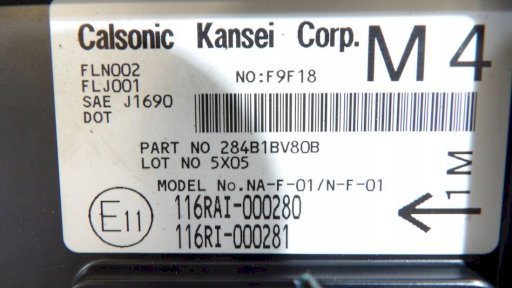 Calsonic Kansei Corp. M 4
FLN002 NO:F9F18
FLJ001
SAE J1690
DOT
PART NO 284B1BV80B
LOT NO 5X05
MODEL No.NA-F-01/N-F-01
1M
E11 116RAI-000280
116RI-000281